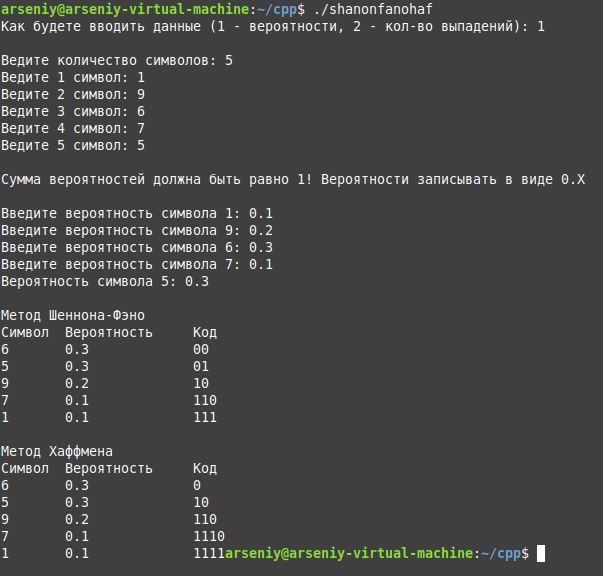 arseniy@arseniy-virtual-machine:~/cpp$ ./shanonfanohaf
Как будете вводить данные (1 - вероятности, 2 - кол-во выпадений): 1
Ведите количество символов: 5
Ведите 1 символ: 1
Ведите 2 символ: 9
Ведите 3 символ: 6
Ведите 4 символ: 7
Ведите 5 символ: 5
Сумма вероятностей должна быть равно 1! Вероятности записывать в виде 0.X
Введите вероятность символа 1: 0.1
Введите вероятность символа 9: 0.2
Введите вероятность символа 6: 0.3
Введите вероятность символа 7: 0.1
Вероятность символа 5: 0.3
Метод Шеннона-Фэно
Символ Вероятность Код
6 0.3 00
5 0.3 01
9 0.2 10
7 0.1 110
1 0.1 111
Метод Хаффмена
Символ Вероятность Код
6 0.3 0
5 0.3 10
9 0.2 110
7 0.1 1110
1 0.1 1111arseniy@arseniy-virtual-machine:~/cpp$